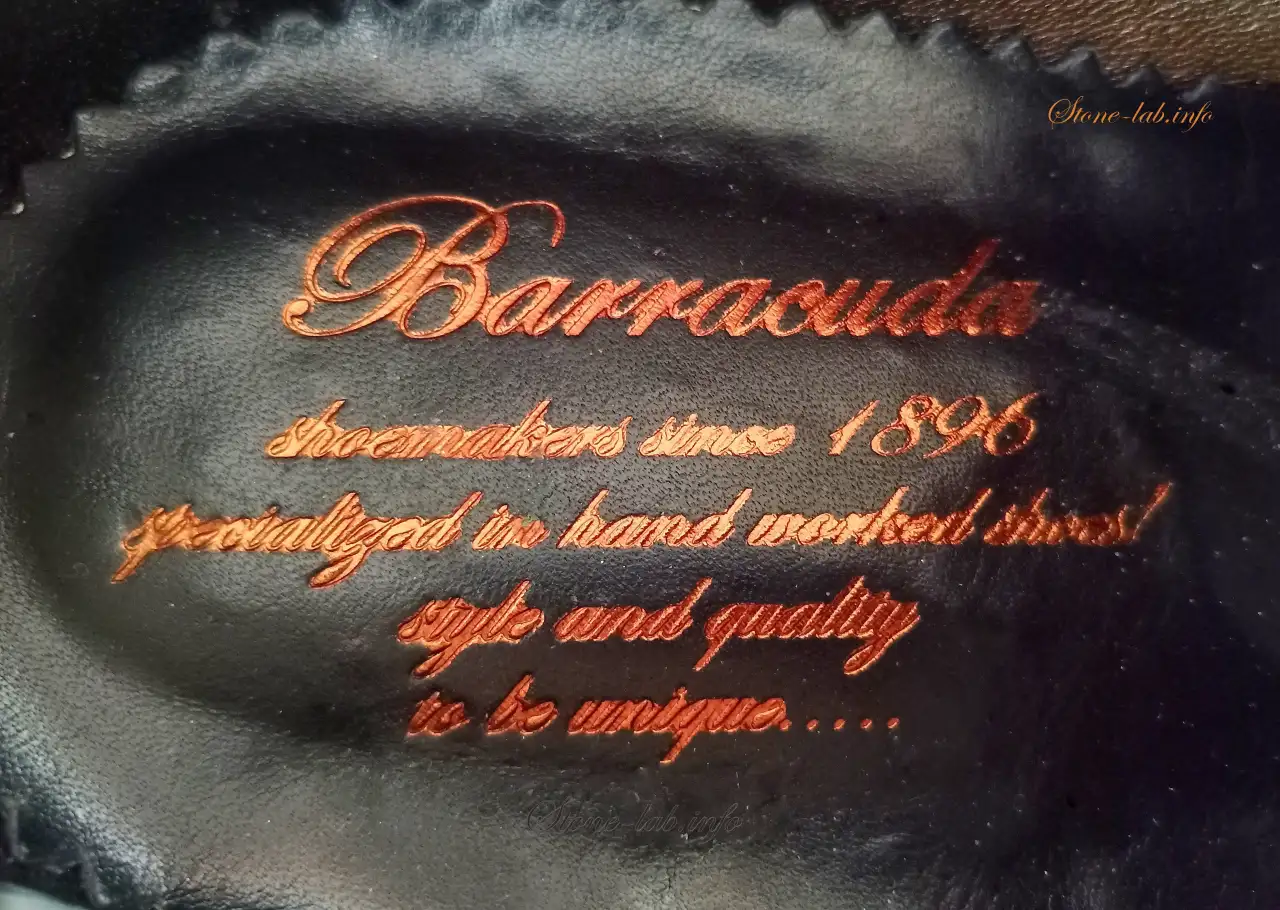 Stone-lab.info
Barracuda
shoemakers since 1896
specialized in hand worked shoes!
style and quality
to be unique.....
Stone-lab.info